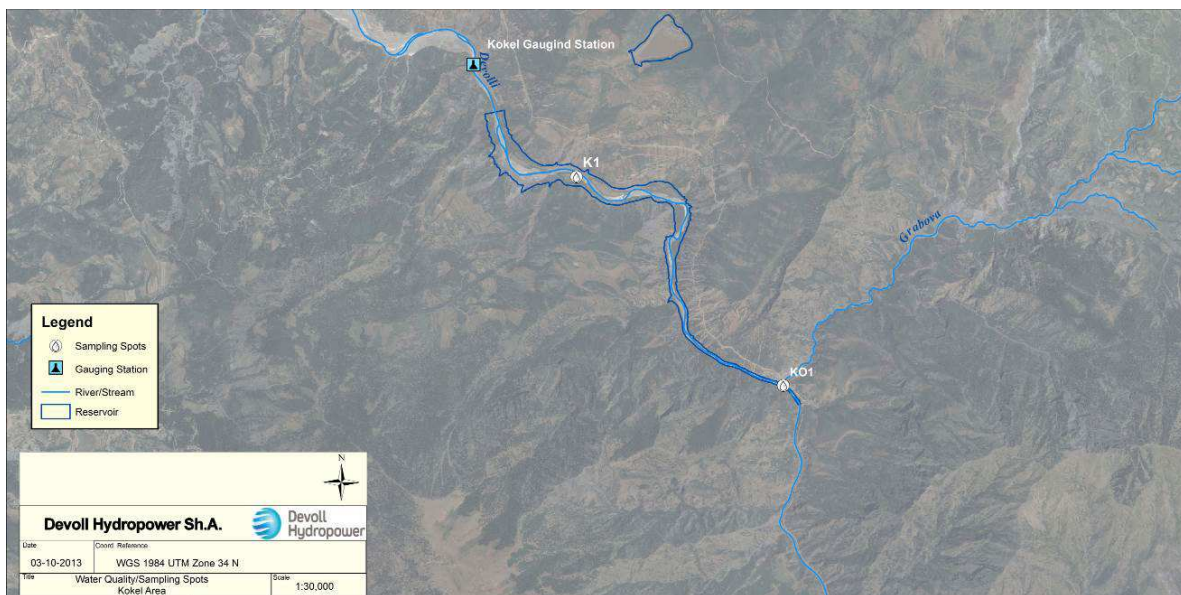 Kokel Gaugind Station
Devolli
K1
Grabova
KO1
Legend
Sampling Spots
Gauging Station
River/Stream
Reservoir
N
Devoll Hydropower Sh.A.
Devoll
Hydropower
Date
Coord Reference
03-10-2013
WGS 1984 UTM Zone 34 N
Title
Water Quality/Sampling Spots
Kokel Area
Scale
1:30,000